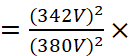 = (342V)² / (380V)² ×